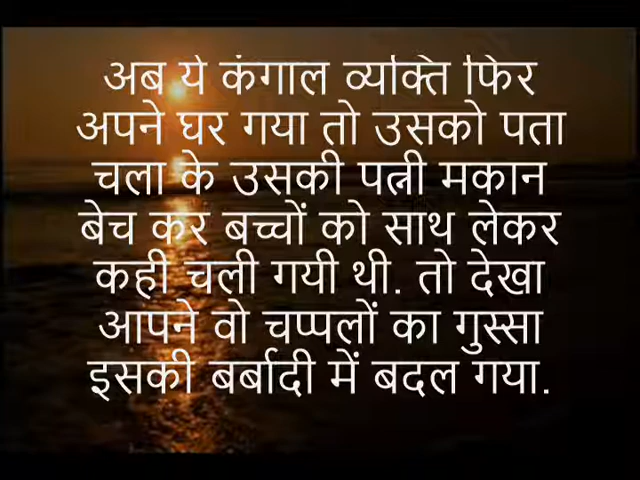 अब ये कंगाल व्यक्ति फिर
अपने घर गया तो उसको पता
चला के उसकी पत्नी मकान
बेच कर बच्चों को साथ लेकर
कही चली गयी थी. तो देखा
आपने वो चप्पलों का गुस्सा
इसकी बर्बादी में बदल गया.